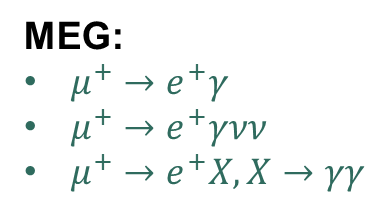 MEG:
• μ⁺ → e⁺γ
• μ⁺ → e⁺γνν
• μ⁺ → e⁺X, X → γγ